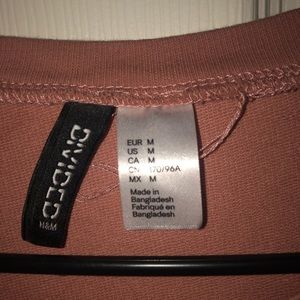 DIVIDED
H&M
EUR M
US M
CA M
CN 170/96A
MX M
Made in
Bangladesh
Fabriqué en
Bangladesh